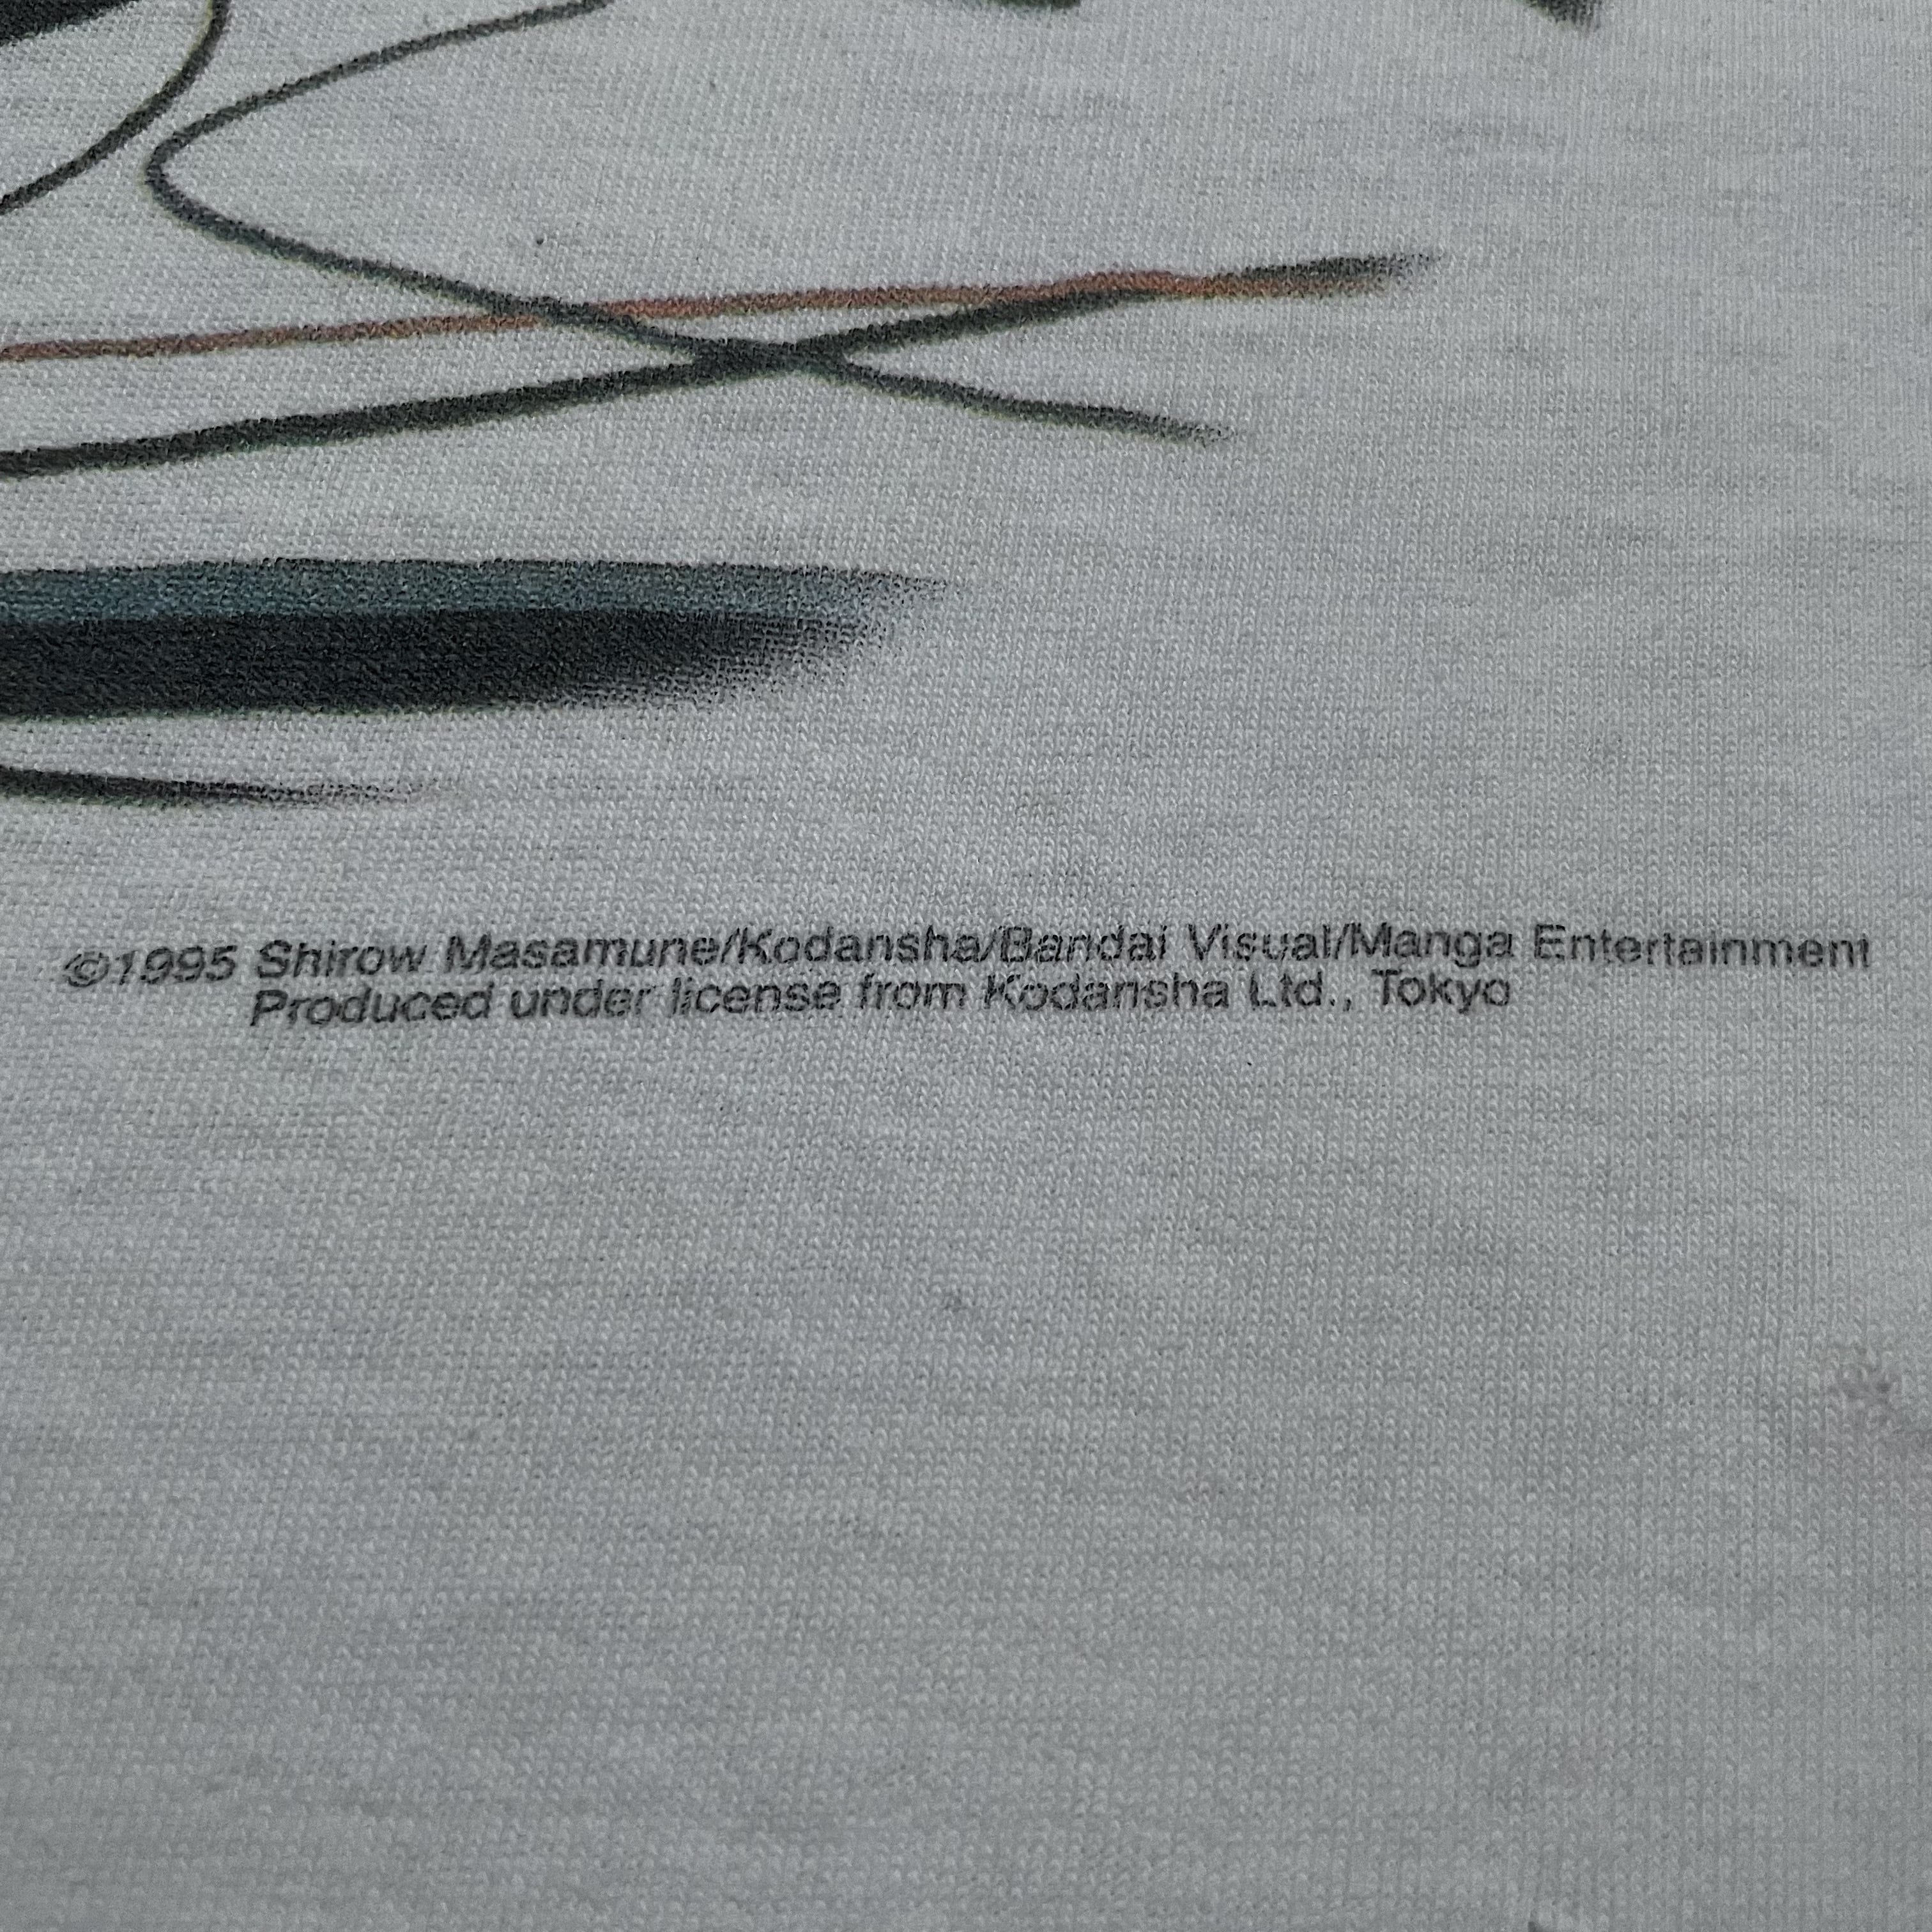 ©1995 Shirow Masamune/Kodansha/Bandai Visual/Manga Entertainment
Produced under license from Kodansha Ltd., Tokyo